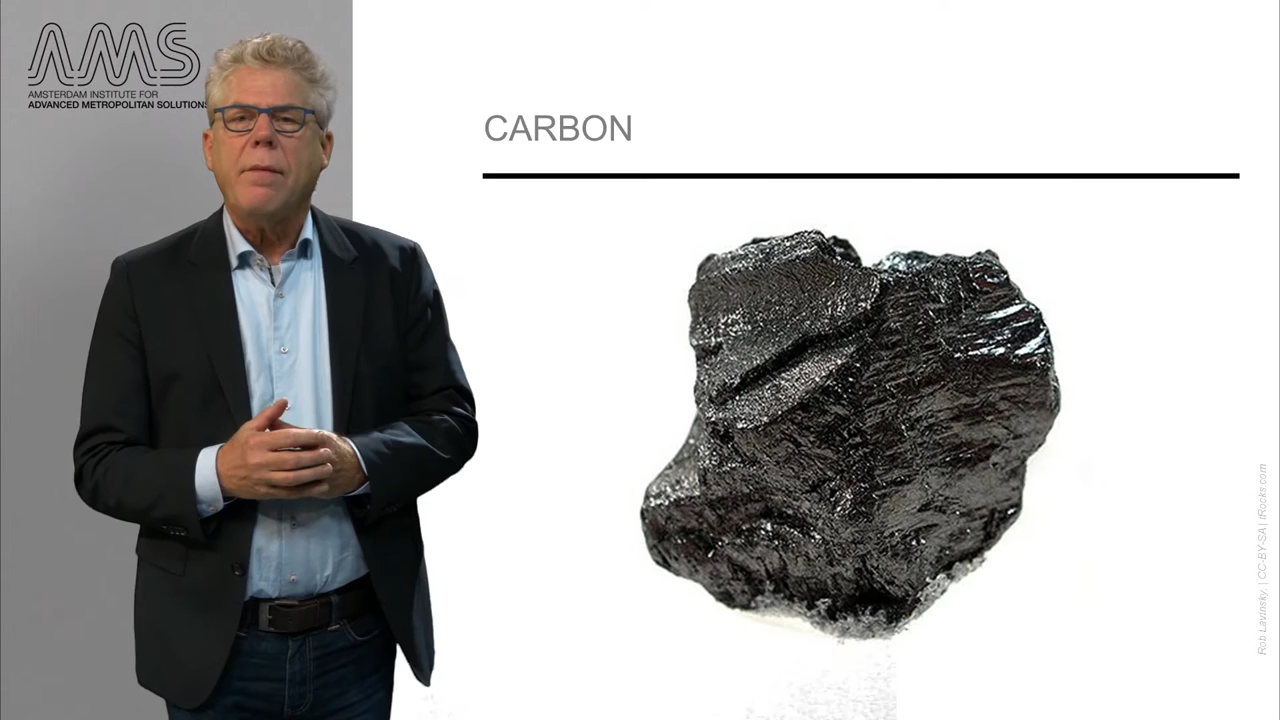 AMS
AMSTERDAM INSTITUTE FOR
ADVANCED METROPOLITAN SOLUTIONS
CARBON
Rob Lavinsky. | CC-BY-SA | iRocks.com